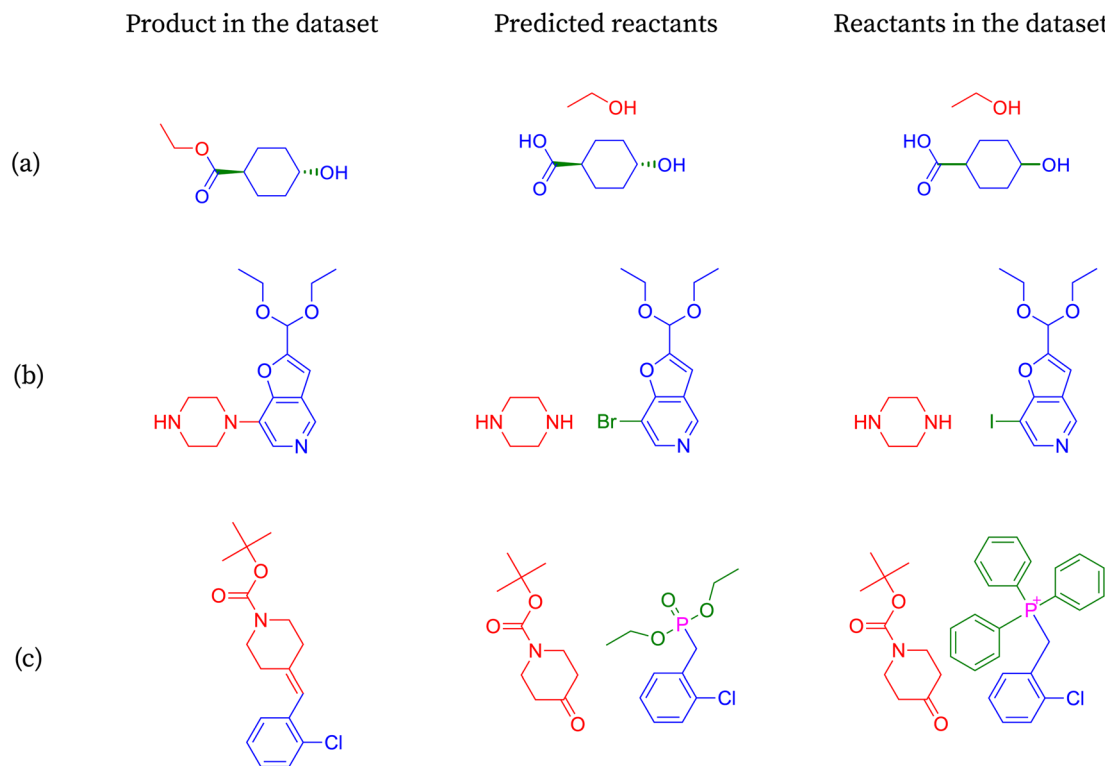 Product in the dataset Predicted reactants Reactants in the dataset
(a)
O
O
OH
OH
HO
O
OH
OH
HO
O
OH
(b)
O O
O
HN N
N
O O
O
HN NH
Br
N
O O
O
HN NH
I
N
(c)
O
O
N
Cl
O
O
N
O
O
P
O
O
Cl
O
O
N
O
P+
Cl